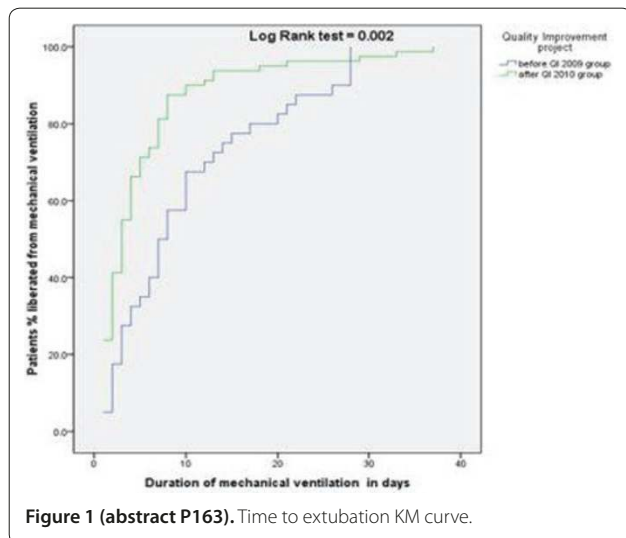 Log Rank test = 0.002
Quality Improvement
project
before QI 2009 group
after QI 2010 group
Patients % liberated from mechanical ventilation
100.0
80.0
60.0
40.0
20.0
0.0
0
10
20
30
40
Duration of mechanical ventilation in days
Figure 1 (abstract P163). Time to extubation KM curve.